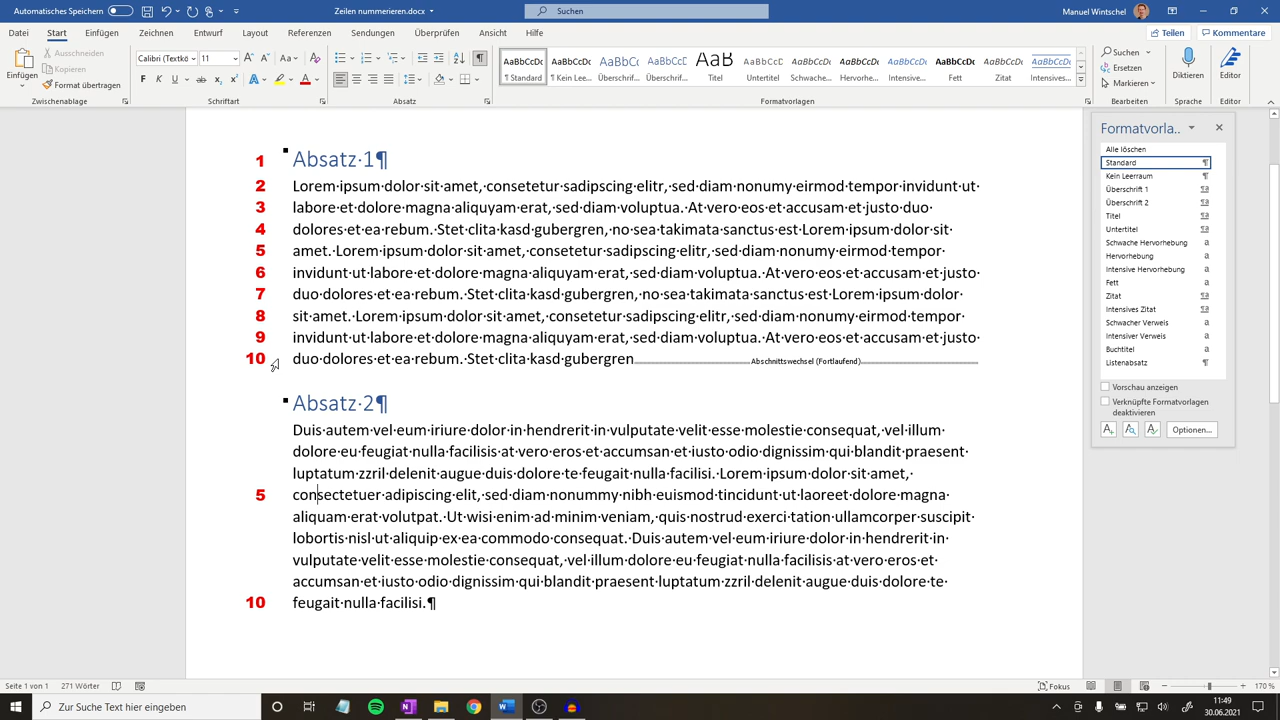 Automatisches Speichern Zeilen nummerieren.docx Suchen Manuel Wintschel
Datei Start Einfügen Zeichnen Entwurf Layout Referenzen Sendungen Überprüfen Ansicht Hilfe Teilen Kommentare
Einfügen Ausschneiden Kopieren Format übertragen
Zwischenablage
Calibri (Textko 11
F K U ab x₂ x²
Schriftart
Absatz
AaBbCcDc AaBbCcDc AaBbCc AaBbCcD AaB AaBbCcD AaBbCcDc AaBbCcDc AaBbCcDc AaBbCcDc AaBbCcDc AaBbCcDc
¶ Standard ¶ Kein Leer... Überschrif... Überschrif... Titel Untertitel Schwache... Hervorhe... Intensive... Fett Zitat Intensives...
Formatvorlagen
Suchen
Ersetzen
Markieren
Bearbeiten
Diktieren
Sprache
Editor
Editor
1 Absatz·1¶
2 Lorem·ipsum·dolor·sit·amet,·consetetur·sadipscing·elitr,·sed·diam·nonumy·eirmod·tempor·invidunt·ut·
3 labore·et·dolore·magna·aliquyam·erat,·sed·diam·voluptua.·At·vero·eos·et·accusam·et·justo·duo·
4 dolores·et·ea·rebum.·Stet·clita·kasd·gubergren,·no·sea·takimata·sanctus·est·Lorem·ipsum·dolor·sit·
5 amet.·Lorem·ipsum·dolor·sit·amet,·consetetur·sadipscing·elitr,·sed·diam·nonumy·eirmod·tempor·
6 invidunt·ut·labore·et·dolore·magna·aliquyam·erat,·sed·diam·voluptua.·At·vero·eos·et·accusam·et·justo·
7 duo·dolores·et·ea·rebum.·Stet·clita·kasd·gubergren,·no·sea·takimata·sanctus·est·Lorem·ipsum·dolor·
8 sit·amet.·Lorem·ipsum·dolor·sit·amet,·consetetur·sadipscing·elitr,·sed·diam·nonumy·eirmod·tempor·
9 invidunt·ut·labore·et·dolore·magna·aliquyam·erat,·sed·diam·voluptua.·At·vero·eos·et·accusam·et·justo·
10 duo·dolores·et·ea·rebum.·Stet·clita·kasd·gubergren Abschnittswechsel (Fortlaufend)
Absatz·2¶
Duis·autem·vel·eum·iriure·dolor·in·hendrerit·in·vulputate·velit·esse·molestie·consequat,·vel·illum·
dolore·eu·feugiat·nulla·facilisis·at·vero·eros·et·accumsan·et·iusto·odio·dignissim·qui·blandit·praesent·
luptatum·zzril·delenit·augue·duis·dolore·te·feugait·nulla·facilisi.·Lorem·ipsum·dolor·sit·amet,·
5 consectetuer·adipiscing·elit,·sed·diam·nonummy·nibh·euismod·tincidunt·ut·laoreet·dolore·magna·
aliquam·erat·volutpat.·Ut·wisi·enim·ad·minim·veniam,·quis·nostrud·exerci·tation·ullamcorper·suscipit·
lobortis·nisl·ut·aliquip·ex·ea·commodo·consequat.·Duis·autem·vel·eum·iriure·dolor·in·hendrerit·in·
vulputate·velit·esse·molestie·consequat,·vel·illum·dolore·eu·feugiat·nulla·facilisis·at·vero·eros·et·
accumsan·et·iusto·odio·dignissim·qui·blandit·praesent·luptatum·zzril·delenit·augue·duis·dolore·te·
10 feugait·nulla·facilisi.¶
Formatvorla..
Alle löschen
Standard ¶
Kein Leerraum ¶
Überschrift 1 ¶a
Überschrift 2 ¶a
Titel ¶a
Untertitel ¶a
Schwache Hervorhebung a
Hervorhebung a
Intensive Hervorhebung a
Fett a
Zitat ¶a
Intensives Zitat ¶a
Schwacher Verweis a
Intensiver Verweis a
Buchtitel a
Listenabsatz ¶
Vorschau anzeigen
Verknüpfte Formatvorlagen
deaktivieren
Optionen...
Seite 1 von 1 271 Wörter Fokus 170 %
Zur Suche Text hier eingeben
11:49
30.06.2021